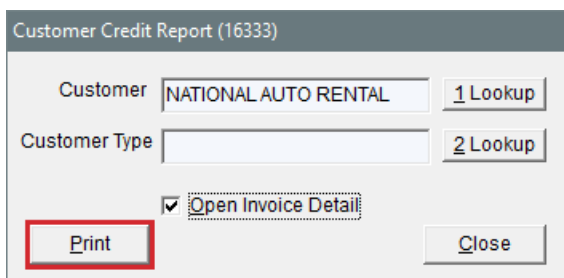 Customer Credit Report (16333)
Customer NATIONAL AUTO RENTAL 1 Lookup
Customer Type 2 Lookup
Open Invoice Detail
Print Close